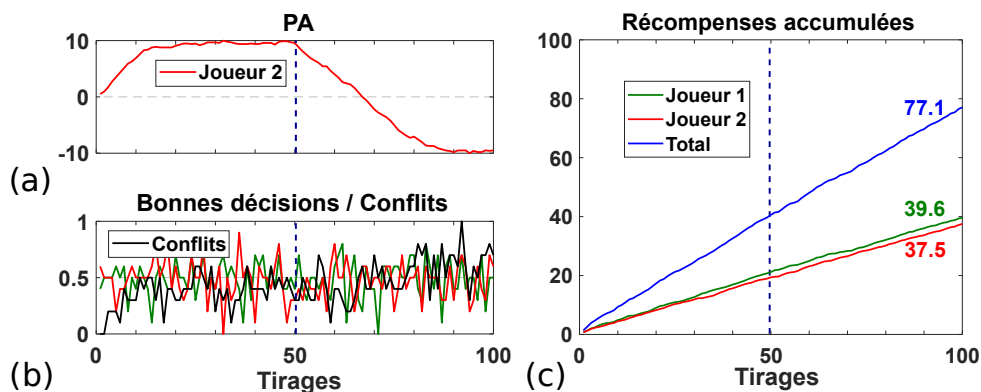 PA
10
0
-10
Joueur 2
(a)
Bonnes décisions / Conflits
1
0.5
0
Conflits
0
50
100
Tirages
(b)
Récompenses accumulées
100
80
60
40
20
0
Joueur 1
Joueur 2
Total
77.1
39.6
37.5
0
50
100
Tirages
(c)